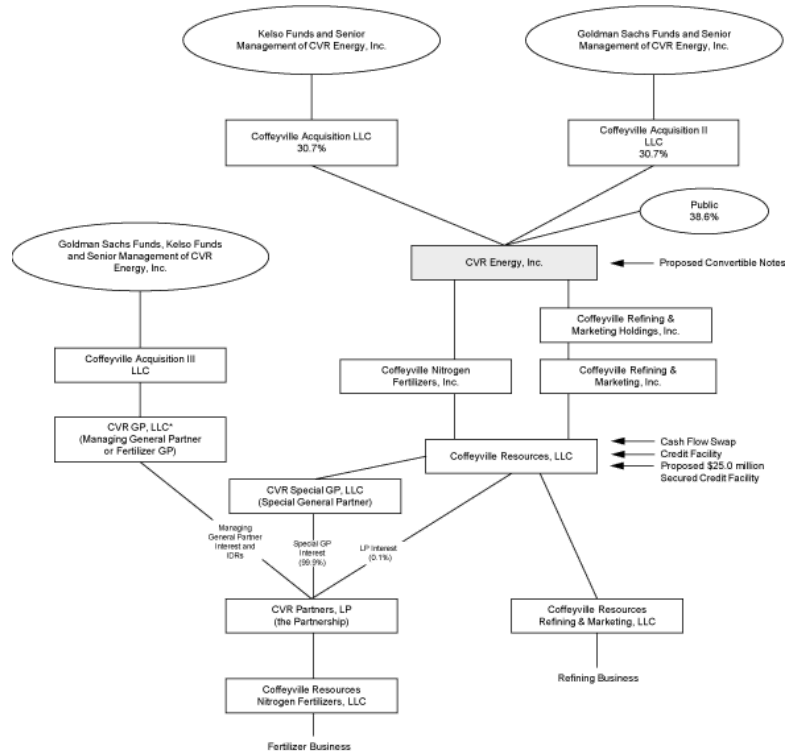 Kelso Funds and Senior
Management of CVR Energy, Inc.
Goldman Sachs Funds and Senior
Management of CVR Energy, Inc.
Coffeyville Acquisition LLC
30.7%
Coffeyville Acquisition II
LLC
30.7%
Public
38.6%
Goldman Sachs Funds, Kelso Funds
and Senior Management of CVR
Energy, Inc.
CVR Energy, Inc.
Proposed Convertible Notes
Coffeyville Refining &
Marketing Holdings, Inc.
Coffeyville Acquisition III
LLC
Coffeyville Nitrogen
Fertilizers, Inc.
Coffeyville Refining &
Marketing, Inc.
CVR GP, LLC*
(Managing General Partner
or Fertilizer GP)
Coffeyville Resources, LLC
Cash Flow Swap
Credit Facility
Proposed $25.0 million
Secured Credit Facility
CVR Special GP, LLC
(Special General Partner)
Managing
General Partner
Interest and
IDRs
Special GP
Interest
(99.9%)
LP Interest
(0.1%)
CVR Partners, LP
(the Partnership)
Coffeyville Resources
Refining & Marketing, LLC
Refining Business
Coffeyville Resources
Nitrogen Fertilizers, LLC
Fertilizer Business